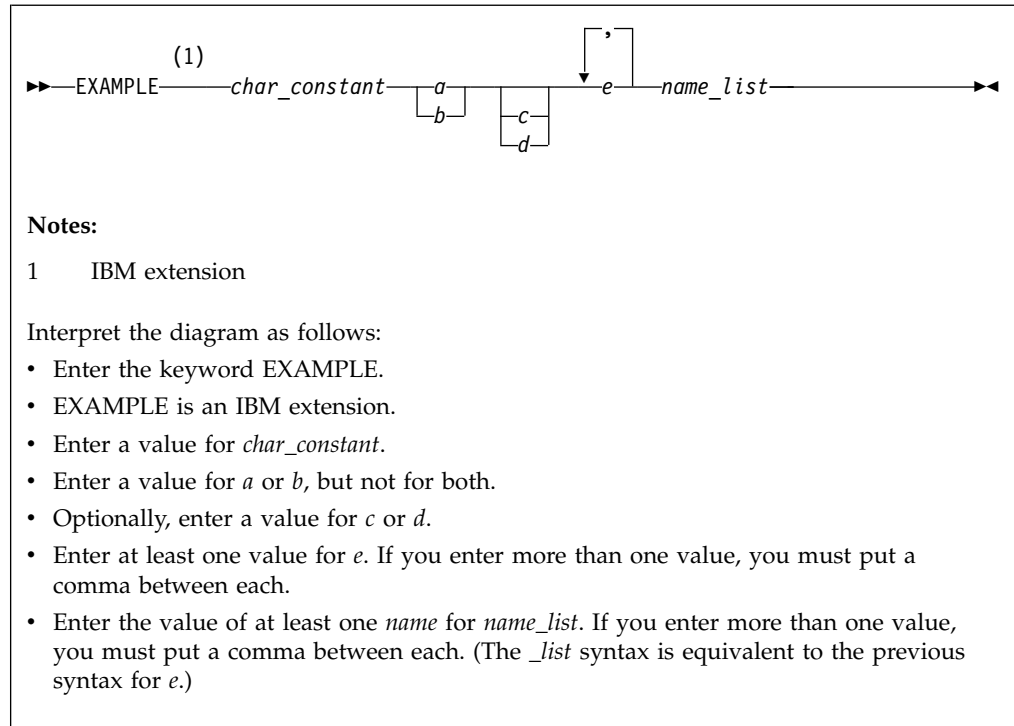 ,
(1)
EXAMPLE char_constant a e name_list
b c
d
Notes:
1 IBM extension
Interpret the diagram as follows:
• Enter the keyword EXAMPLE.
• EXAMPLE is an IBM extension.
• Enter a value for char_constant.
• Enter a value for a or b, but not for both.
• Optionally, enter a value for c or d.
• Enter at least one value for e. If you enter more than one value, you must put a
comma between each.
• Enter the value of at least one name for name_list. If you enter more than one value,
you must put a comma between each. (The _list syntax is equivalent to the previous
syntax for e.)